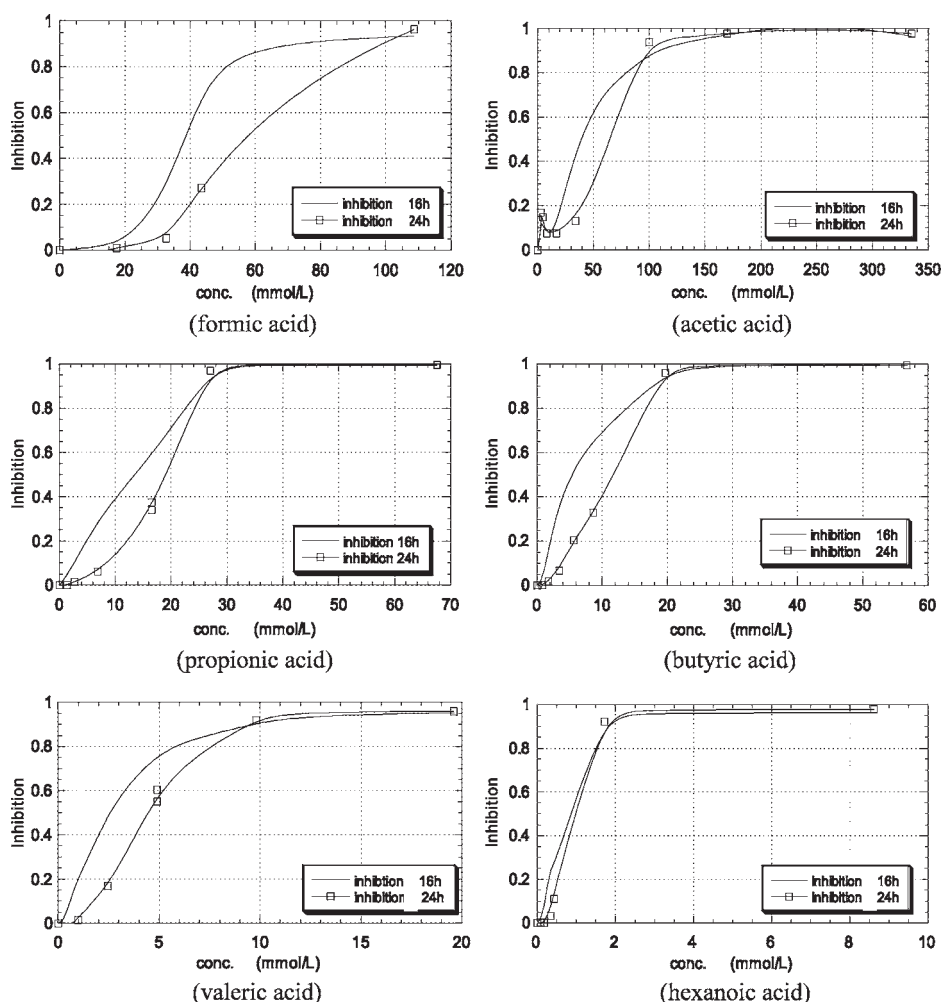 1
0.8
0.6
0.4
0.2
0
Inhibition
inhibition 16h
inhibition 24h
0 20 40 60 80 100 120
conc. (mmol/L)
(formic acid)
1
0.8
0.6
0.4
0.2
0
Inhibition
inhibition 16h
inhibition 24h
0 50 100 150 200 250 300 350
conc. (mmol/L)
(acetic acid)
1
0.8
0.6
0.4
0.2
0
Inhibition
inhibition 16h
inhibition 24h
0 10 20 30 40 50 60 70
conc. (mmol/L)
(propionic acid)
1
0.8
0.6
0.4
0.2
0
Inhibition
inhibition 16h
inhibition 24h
0 10 20 30 40 50 60
conc. (mmol/L)
(butyric acid)
1
0.8
0.6
0.4
0.2
0
Inhibition
inhibtion 16h
inhibition 24h
0 5 10 15 20
conc. (mmol/L)
(valeric acid)
1
0.8
0.6
0.4
0.2
0
Inhibition
inhibition 16h
inhibition 24h
0 2 4 6 8 10
conc. (mmol/L)
(hexanoic acid)